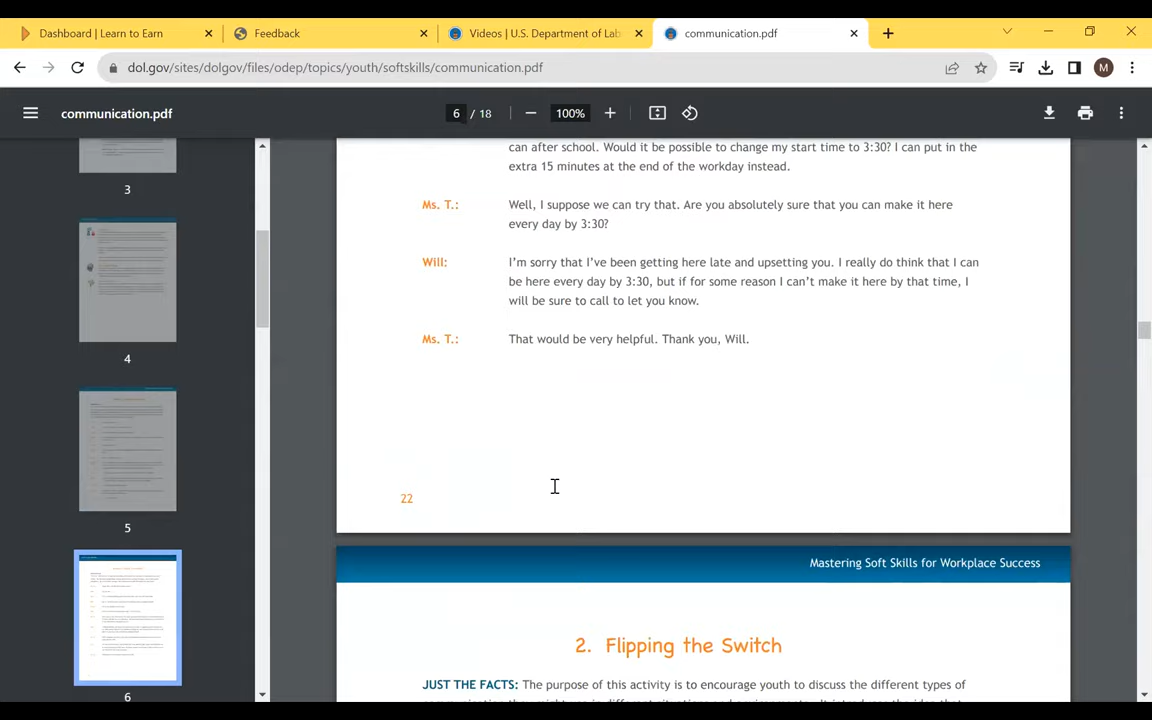 Dashboard | Learn to Earn
Feedback
Videos | U.S. Department of Lab
communication.pdf
dol.gov/sites/dolgov/files/odep/topics/youth/softskills/communication.pdf
M
communication.pdf
6 / 18
100%
3
4
5
6
can after school. Would it be possible to change my start time to 3:30? I can put in the
extra 15 minutes at the end of the workday instead.
Ms. T.: Well, I suppose we can try that. Are you absolutely sure that you can make it here
every day by 3:30?
Will: I'm sorry that I've been getting here late and upsetting you. I really do think that I can
be here every day by 3:30, but if for some reason I can't make it here by that time, I
will be sure to call to let you know.
Ms. T.: That would be very helpful. Thank you, Will.
22
Mastering Soft Skills for Workplace Success
2. Flipping the Switch
JUST THE FACTS: The purpose of this activity is to encourage youth to discuss the different types of